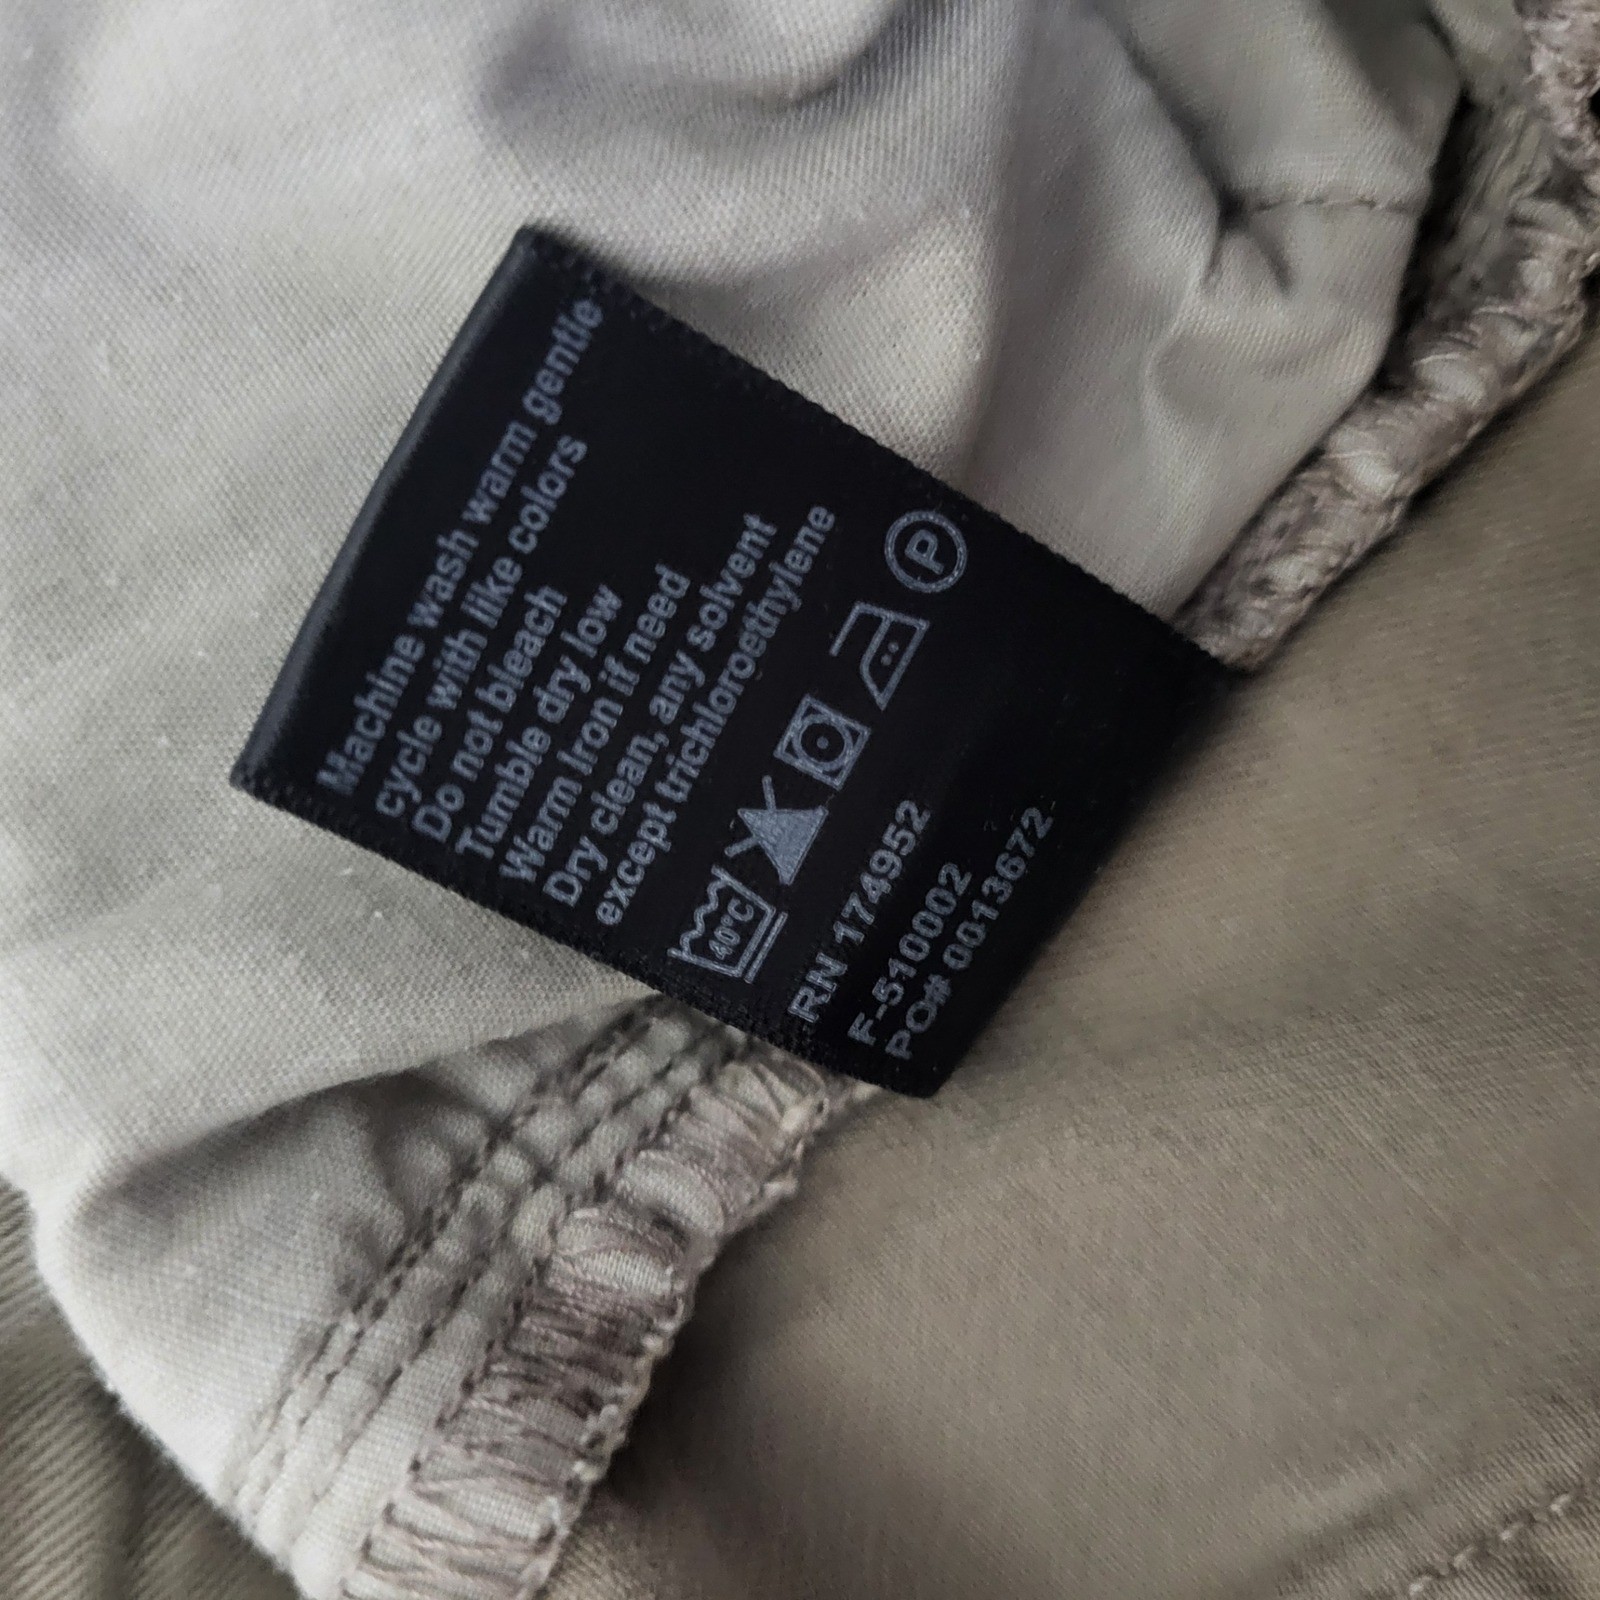 Machine wash warm gentle
cycle with like colors
Do not bleach
Tumble dry low
Warm Iron if need
Dry clean, any solvent
except trichloroethylene
40°C
P
RN 174952
F-510002
PO# 0013672